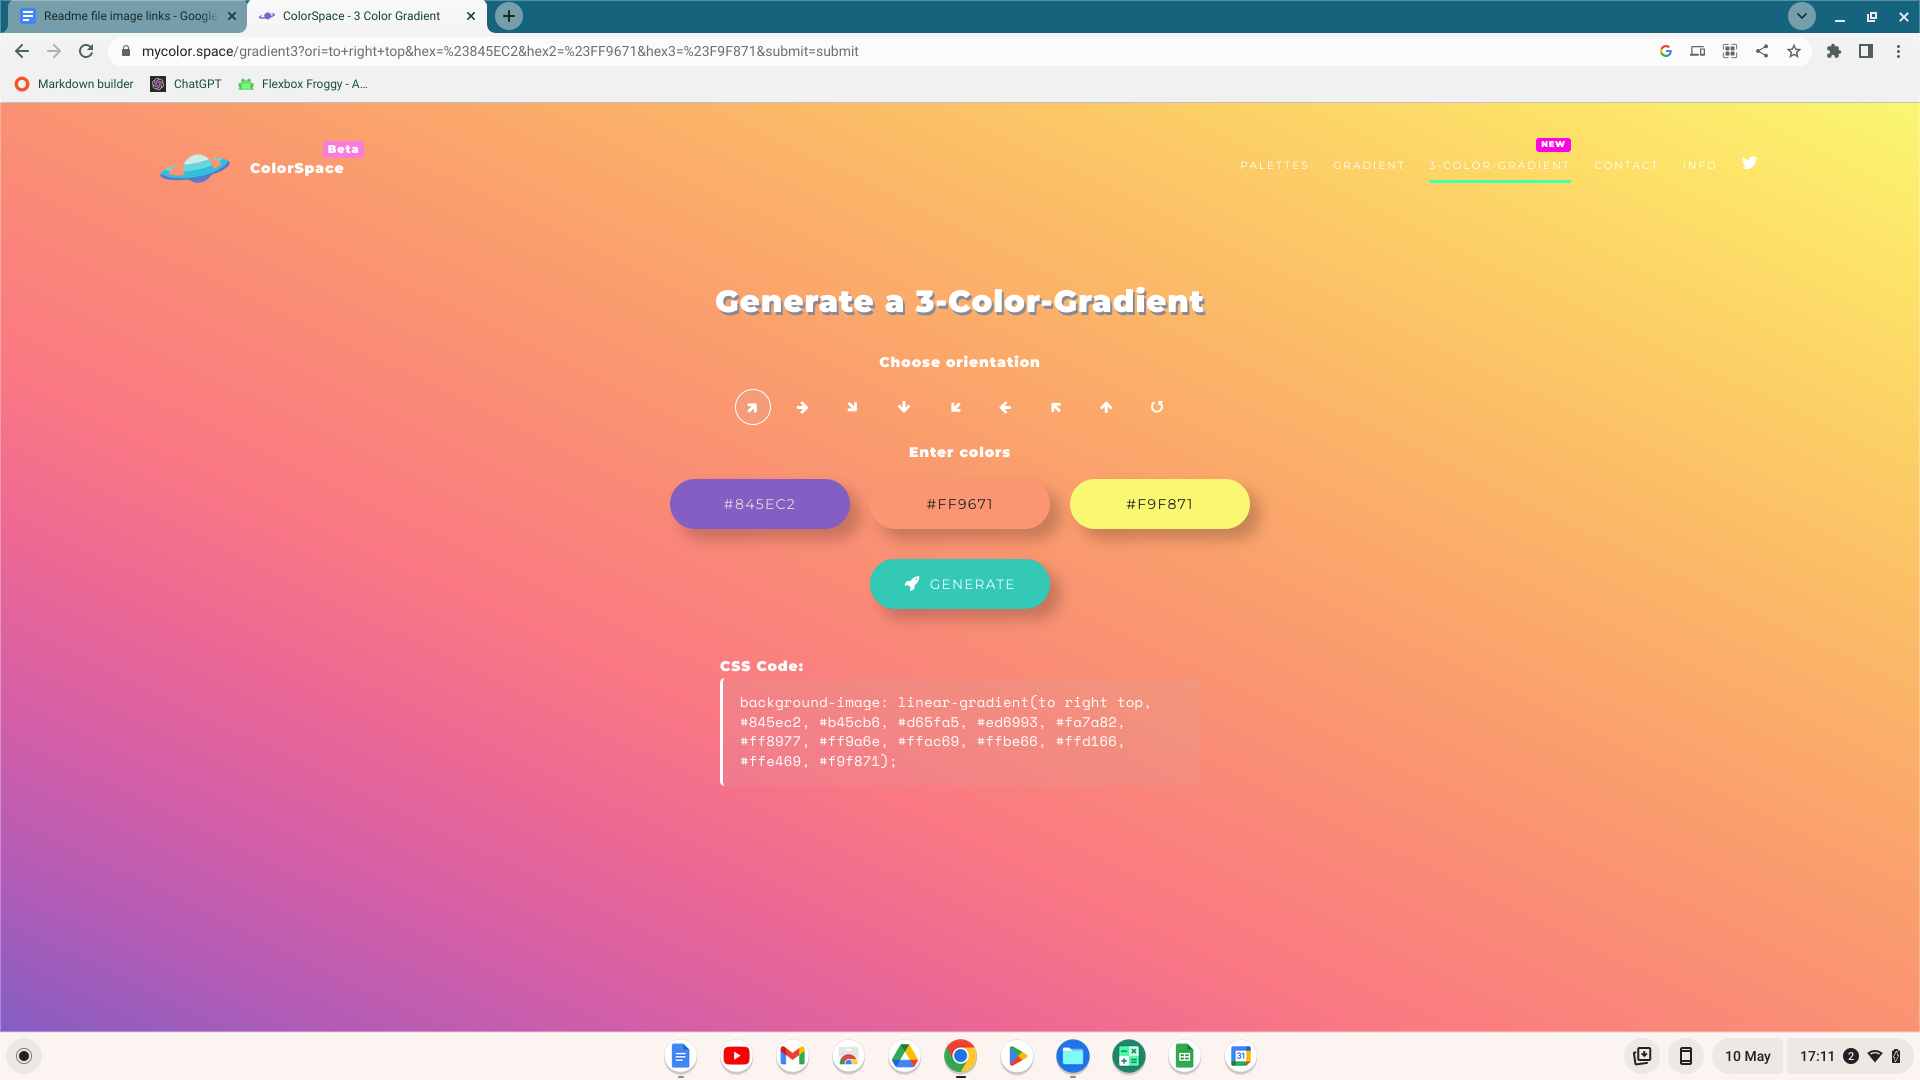 Readme file image links - Google
ColorSpace - 3 Color Gradient
mycolor.space/gradient3?ori=to+right+top&hex=%23845EC2&hex2=%23FF9671&hex3=%23F9F871&submit=submit
Markdown builder
ChatGPT
Flexbox Froggy - A...
Beta
ColorSpace
NEW
PALETTES
GRADIENT
3-COLOR-GRADIENT
CONTACT
INFO
Generate a 3-Color-Gradient
Choose orientation
Enter colors
#845EC2
#FF9671
#F9F871
GENERATE
CSS Code:
background-image: linear-gradient(to right top,
#845ec2, #b45cb6, #d65fa5, #ed6993, #fa7a82,
#ff8977, #ff9a6e, #ffac69, #ffbe66, #ffd166,
#ffe469, #f9f871);
31
10 May
17:11
2